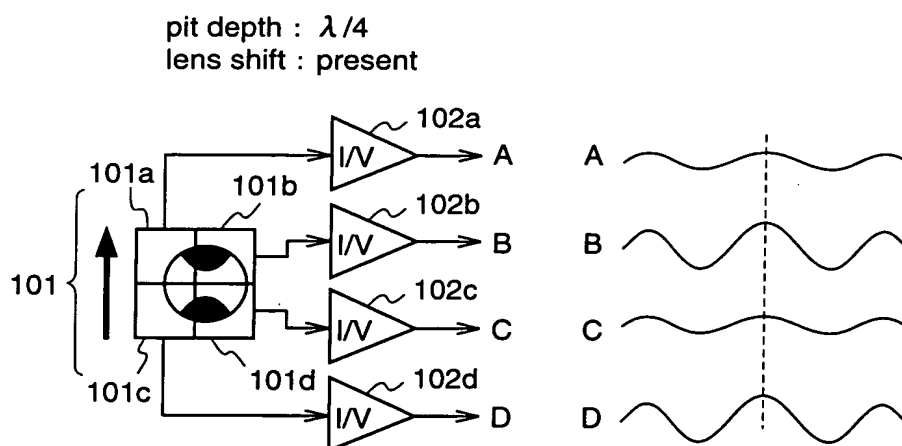 pit depth : λ/4
lens shift : present
102a
I/V
A
A
101a
101b
102b
I/V
B
B
101
102c
I/V
C
C
101c
101d
102d
I/V
D
D